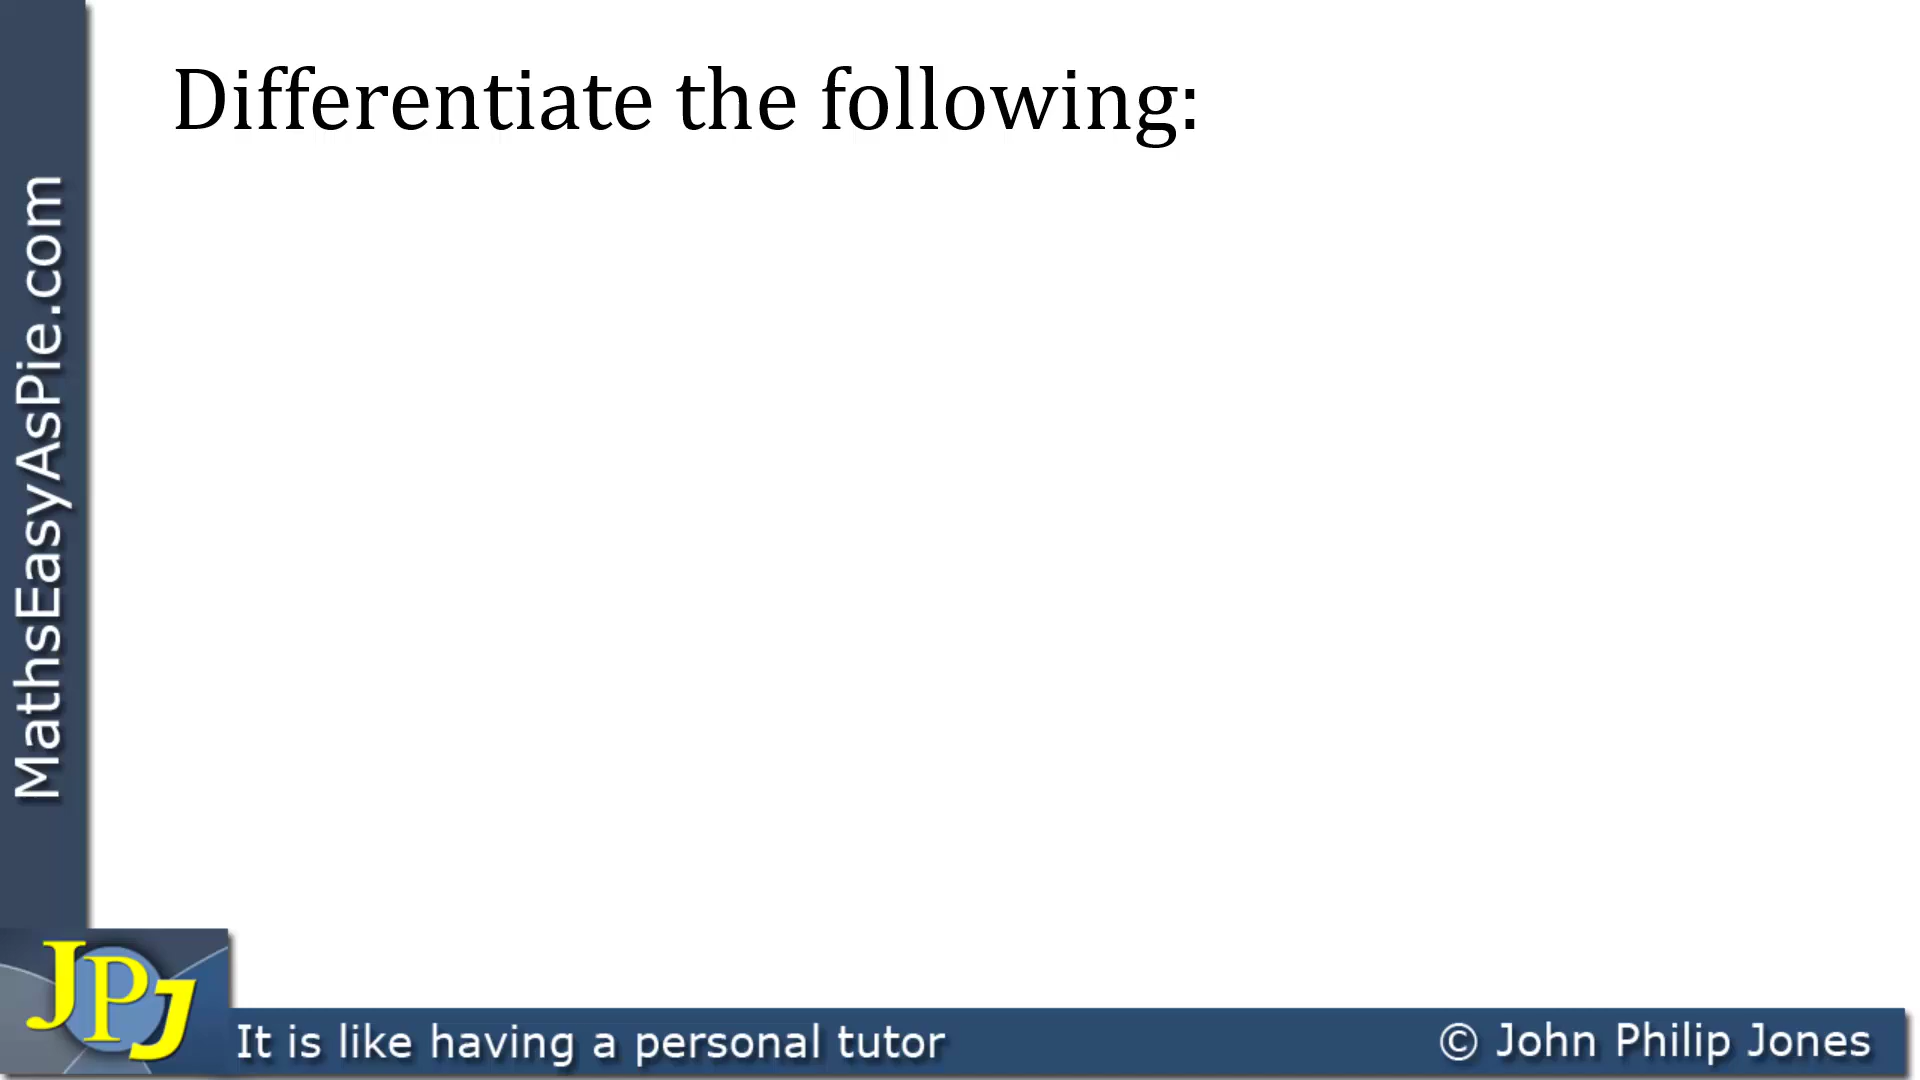 Differentiate the following:
MathsEasyAsPie.com
JPJ
It is like having a personal tutor
© John Philip Jones